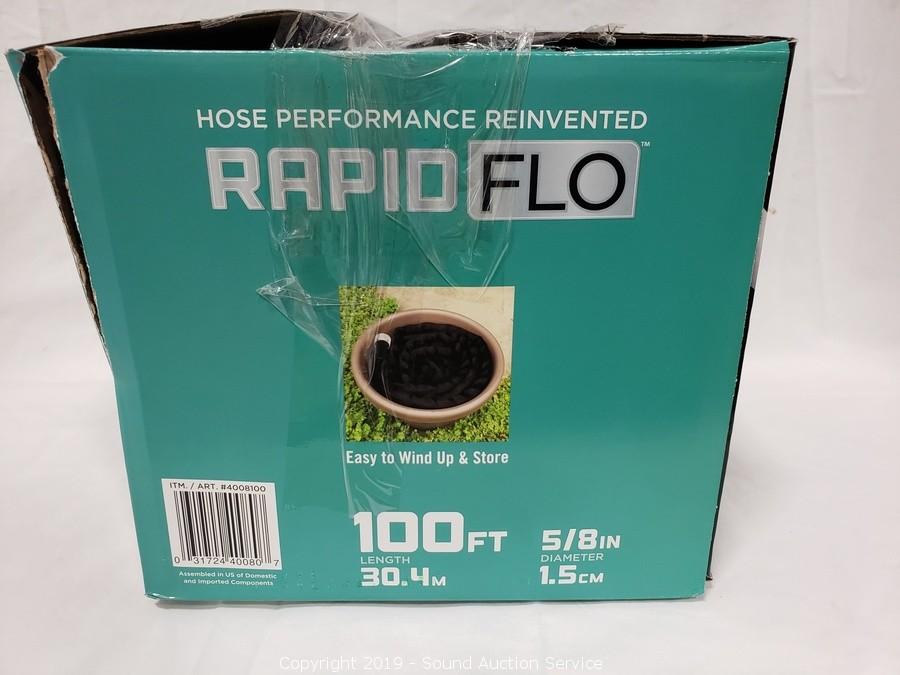 HOSE PERFORMANCE REINVENTED
RAPID FLO™
Easy to Wind Up & Store
ITM. / ART. #4008100
0 31724 40080 7
Assembled in US of Domestic
and Imported Components
100FT
LENGTH
30.4M
5/8IN
DIAMETER
1.5CM
Copyright 2019 - Sound Auction Service